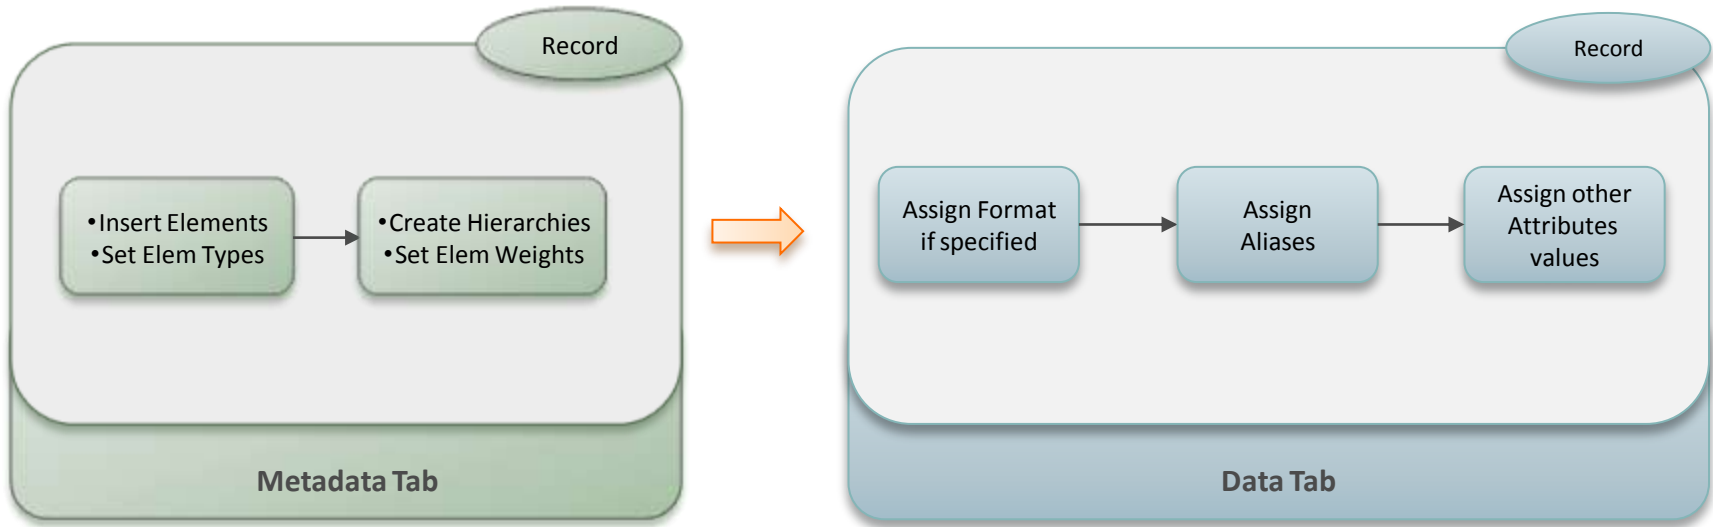 Record
•Insert Elements
•Set Elem Types
•Create Hierarchies
•Set Elem Weights
Metadata Tab
Record
Assign Format
if specified
Assign
Aliases
Assign other
Attributes
values
Data Tab